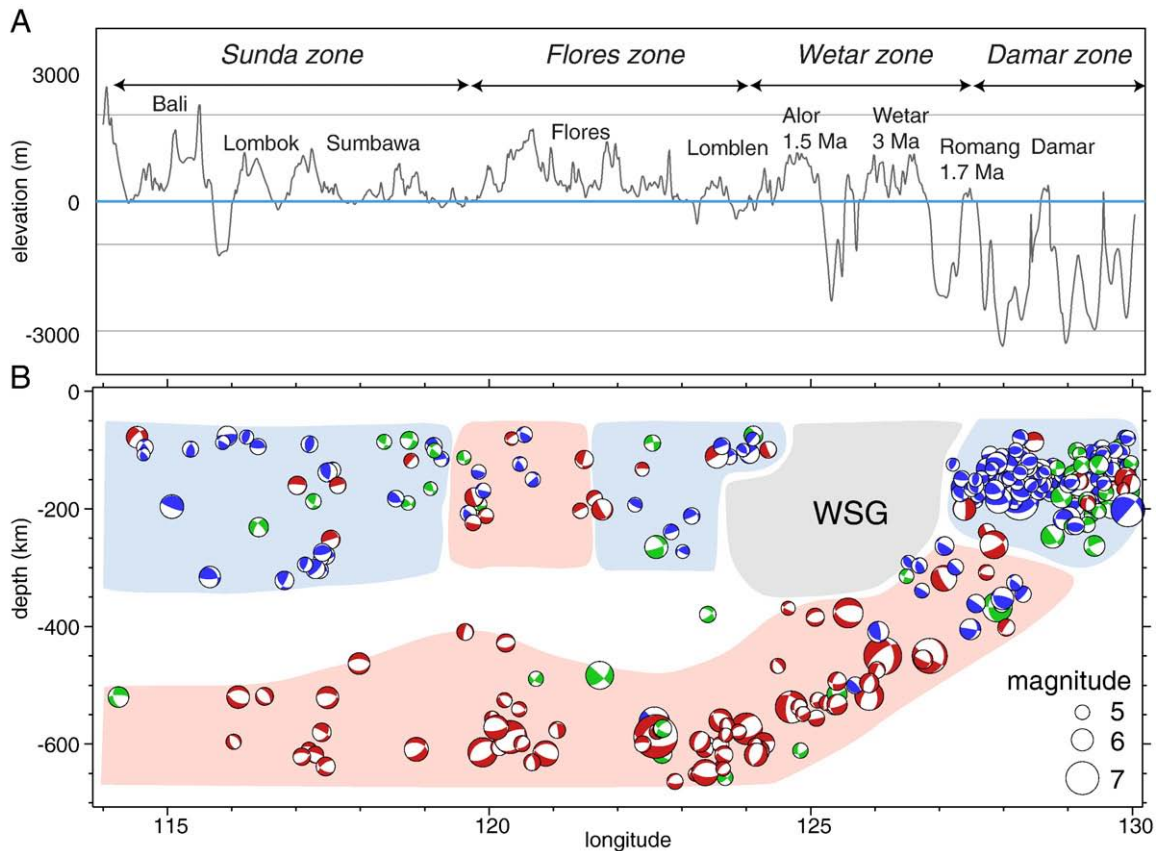 A
Sunda zone
Flores zone
Wetar zone
Damar zone
3000
0
-3000
elevation (m)
Bali
Lombok
Sumbawa
Flores
Lomblen
Alor
1.5 Ma
Wetar
3 Ma
Romang
1.7 Ma
Damar
B
0
-200
-400
-600
depth (km)
WSG
magnitude
5
6
7
115
120
125
130
longitude